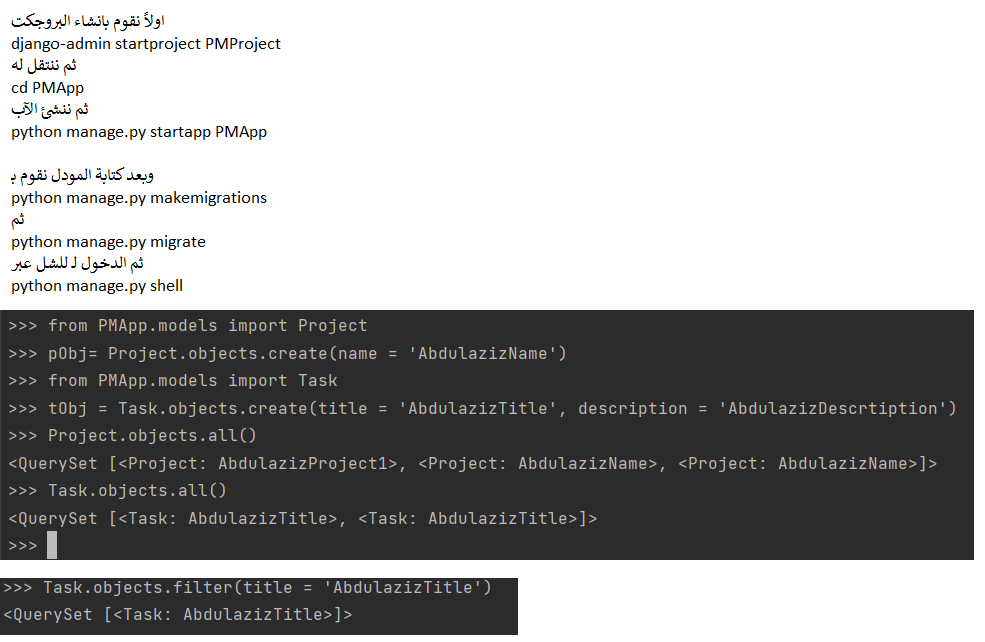 اولاً نقوم بانشاء البروجكت
django-admin startproject PMProject
ثم ننتقل له
cd PMApp
ثم ننشئ الآب
python manage.py startapp PMApp
وبعد كتابة المودل نقوم بـ
python manage.py makemigrations
ثم
python manage.py migrate
ثم الدخول لـ للشل عبر
python manage.py shell
>>> from PMApp.models import Project
>>> pObj= Project.objects.create(name = 'AbdulazizName')
>>> from PMApp.models import Task
>>> tObj = Task.objects.create(title = 'AbdulazizTitle', description = 'AbdulazizDescrtiption')
>>> Project.objects.all()
<QuerySet [<Project: AbdulazizProject1>, <Project: AbdulazizName>, <Project: AbdulazizName>]>
>>> Task.objects.all()
<QuerySet [<Task: AbdulazizTitle>, <Task: AbdulazizTitle>]>
>>>
>>> Task.objects.filter(title = 'AbdulazizTitle')
<QuerySet [<Task: AbdulazizTitle>]>